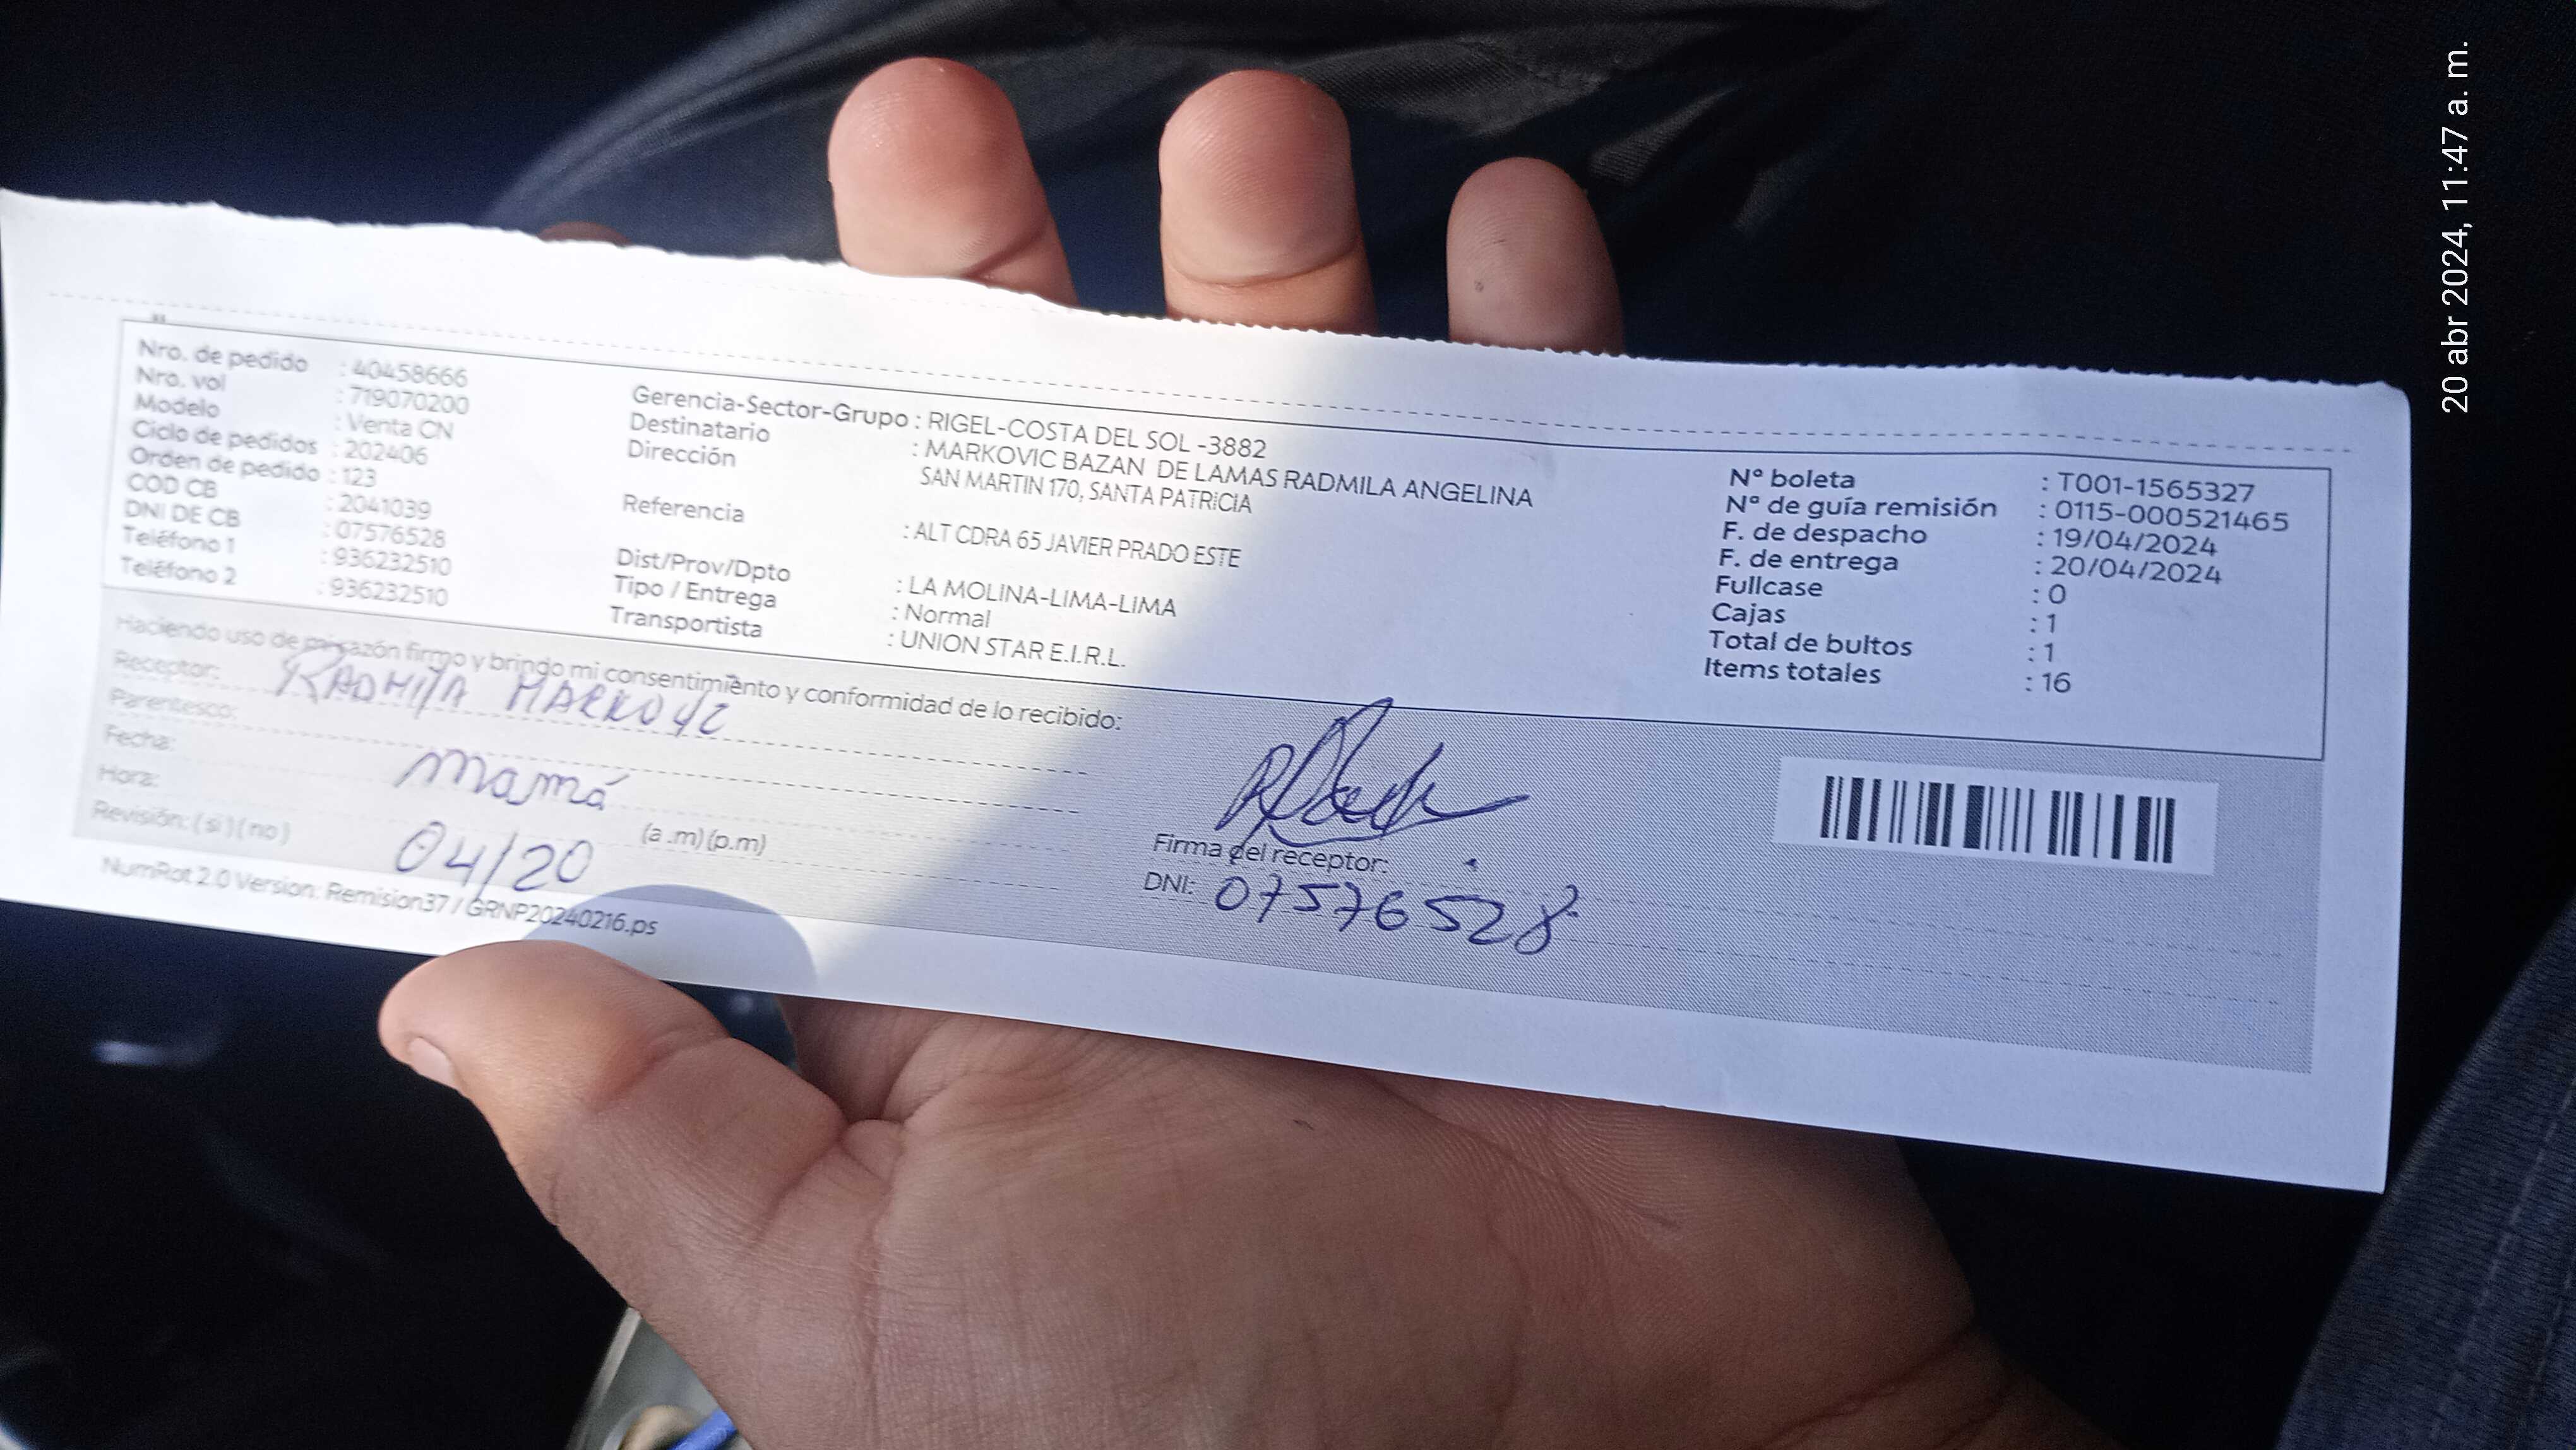 Nro. de pedido : 40458666
Nro. vol : 719070200
Modelo : Venta CN
Ciclo de pedidos : 202406
Orden de pedido : 123
COD CB : 2041039
DNI DE CB : 07576528
Teléfono 1 : 936232510
Teléfono 2 : 936232510
Gerencia-Sector-Grupo : RIGEL-COSTA DEL SOL -3882
Destinatario : MARKOVIC BAZAN DE LAMAS RADMILA ANGELINA
Dirección SAN MARTIN 170, SANTA PATRICIA
Referencia : ALT CDRA 65 JAVIER PRADO ESTE
Dist/Prov/Dpto : LA MOLINA-LIMA-LIMA
Tipo / Entrega : Normal
Transportista : UNION STAR E.I.R.L.
Nº boleta : T001-1565327
Nº de guía remisión : 0115-000521465
F. de despacho : 19/04/2024
F. de entrega : 20/04/2024
Fullcase : 0
Cajas : 1
Total de bultos : 1
Items totales : 16
Haciendo uso de mi razón firmo y brindo mi consentimiento y conformidad de lo recibido:
Receptor: RADMILA MARKOVIC
Parentesco: mamá
Fecha: 04/20
Hora: (a .m) (p.m)
Revisión: ( si ) ( no )
Firma del receptor:
DNI: 07576528
NumRot 2.0 Version: Remision37 / GRNP20240216.ps
20 abr 2024, 11:47 a. m.